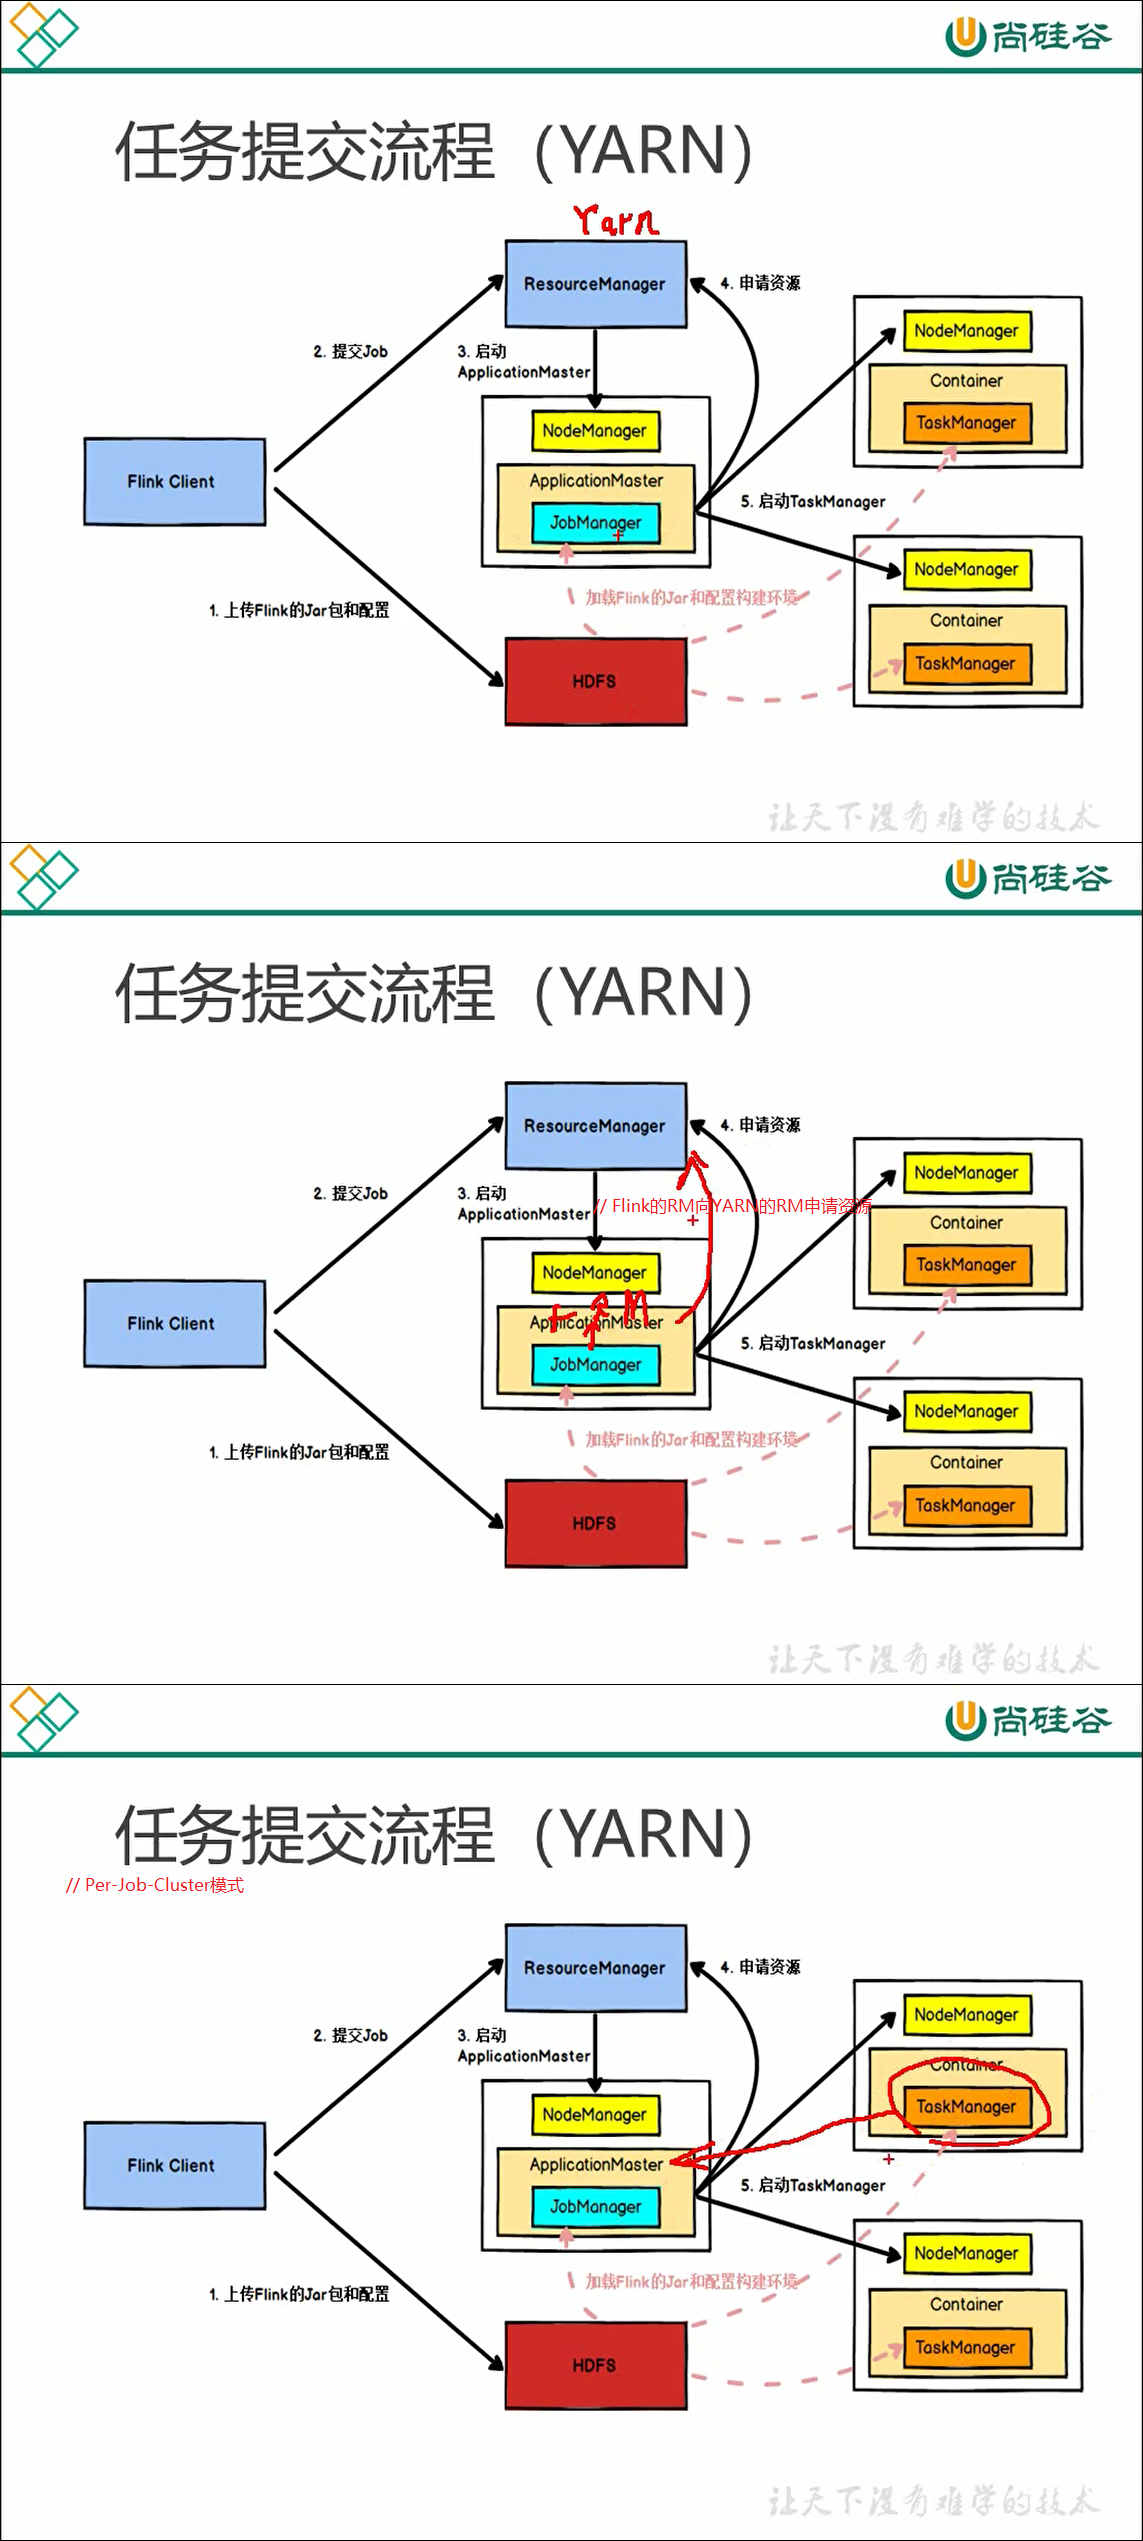 尚硅谷
任务提交流程（YARN）
Yarn
ResourceManager
4. 申请资源
NodeManager
2. 提交Job
3. 启动
ApplicationMaster
Container
TaskManager
NodeManager
Flink Client
ApplicationMaster
5. 启动TaskManager
JobManager
NodeManager
加载Flink的Jar和配置构建环境
1. 上传Flink的Jar包和配置
Container
TaskManager
HDFS
让天下没有难学的技术
尚硅谷
任务提交流程（YARN）
ResourceManager
4. 申请资源
NodeManager
2. 提交Job
3. 启动
ApplicationMaster
// Flink的RM向YARN的RM申请资源
Container
TaskManager
NodeManager
RM
Flink Client
ApplicationMaster
5. 启动TaskManager
JobManager
NodeManager
加载Flink的Jar和配置构建环境
1. 上传Flink的Jar包和配置
Container
TaskManager
HDFS
让天下没有难学的技术
尚硅谷
任务提交流程（YARN）
// Per-Job-Cluster模式
ResourceManager
4. 申请资源
NodeManager
2. 提交Job
3. 启动
ApplicationMaster
Container
TaskManager
NodeManager
Flink Client
ApplicationMaster
5. 启动TaskManager
JobManager
NodeManager
加载Flink的Jar和配置构建环境
1. 上传Flink的Jar包和配置
Container
TaskManager
HDFS
让天下没有难学的技术